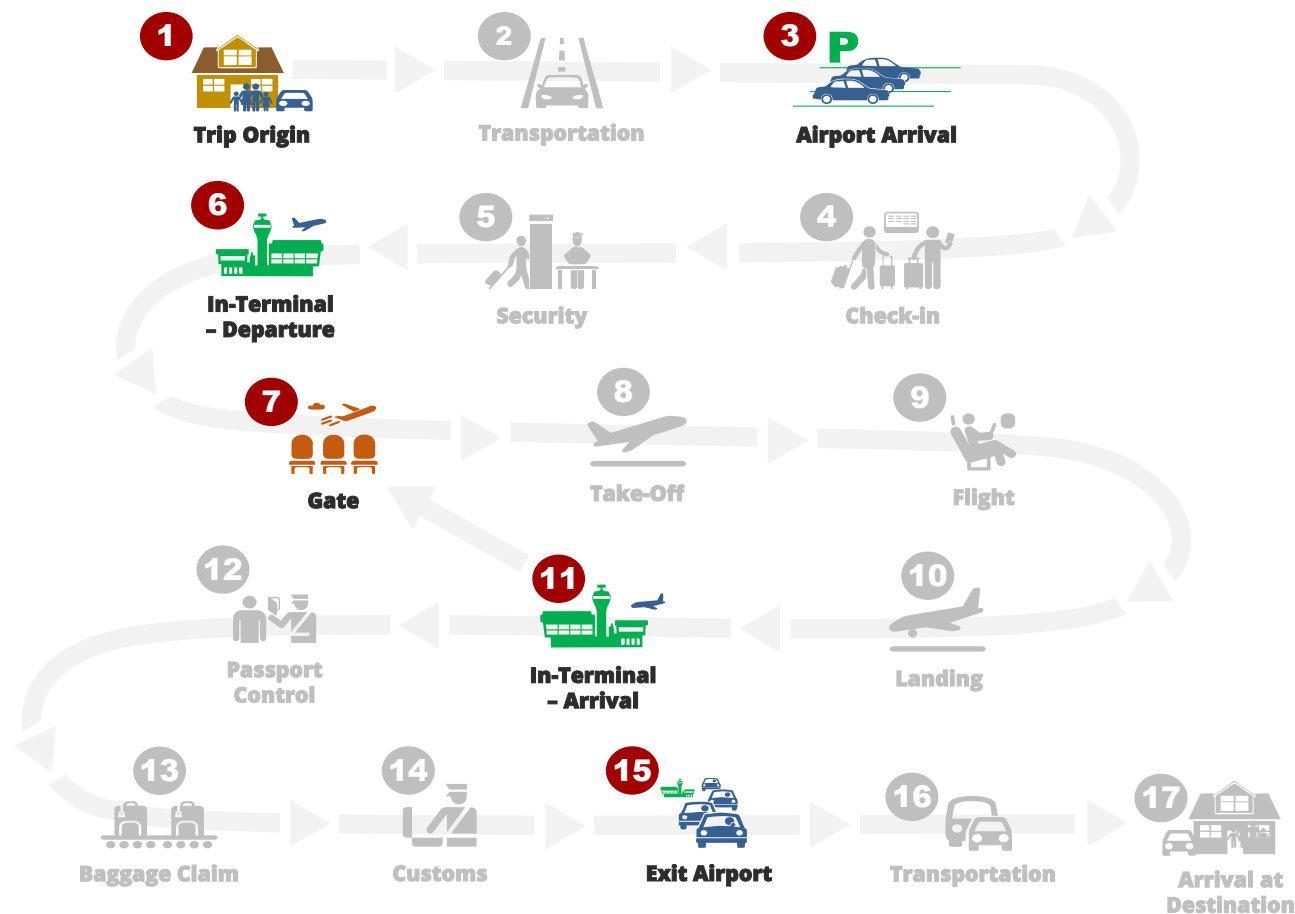 1
Trip Origin
2
Transportation
3
P
Airport Arrival
4
Check-in
5
Security
6
In-Terminal
– Departure
7
Gate
8
Take-Off
9
Flight
10
Landing
11
In-Terminal
– Arrival
12
Passport
Control
13
Baggage Claim
14
Customs
15
Exit Airport
16
Transportation
17
Arrival at
Destination